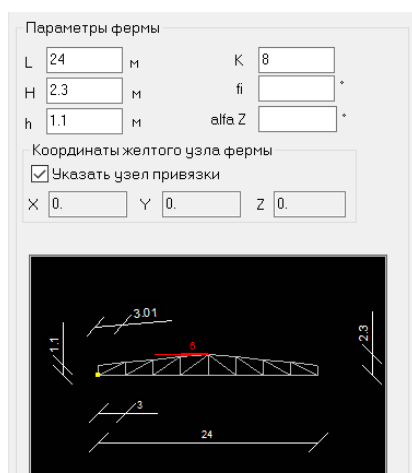 Параметры фермы
L 24 м K 8
H 2.3 м fi °
h 1.1 м alfa Z °
Координаты желтого узла фермы
Указать узел привязки
X 0. Y 0. Z 0.
3.01
1.1
6
2.3
3
24